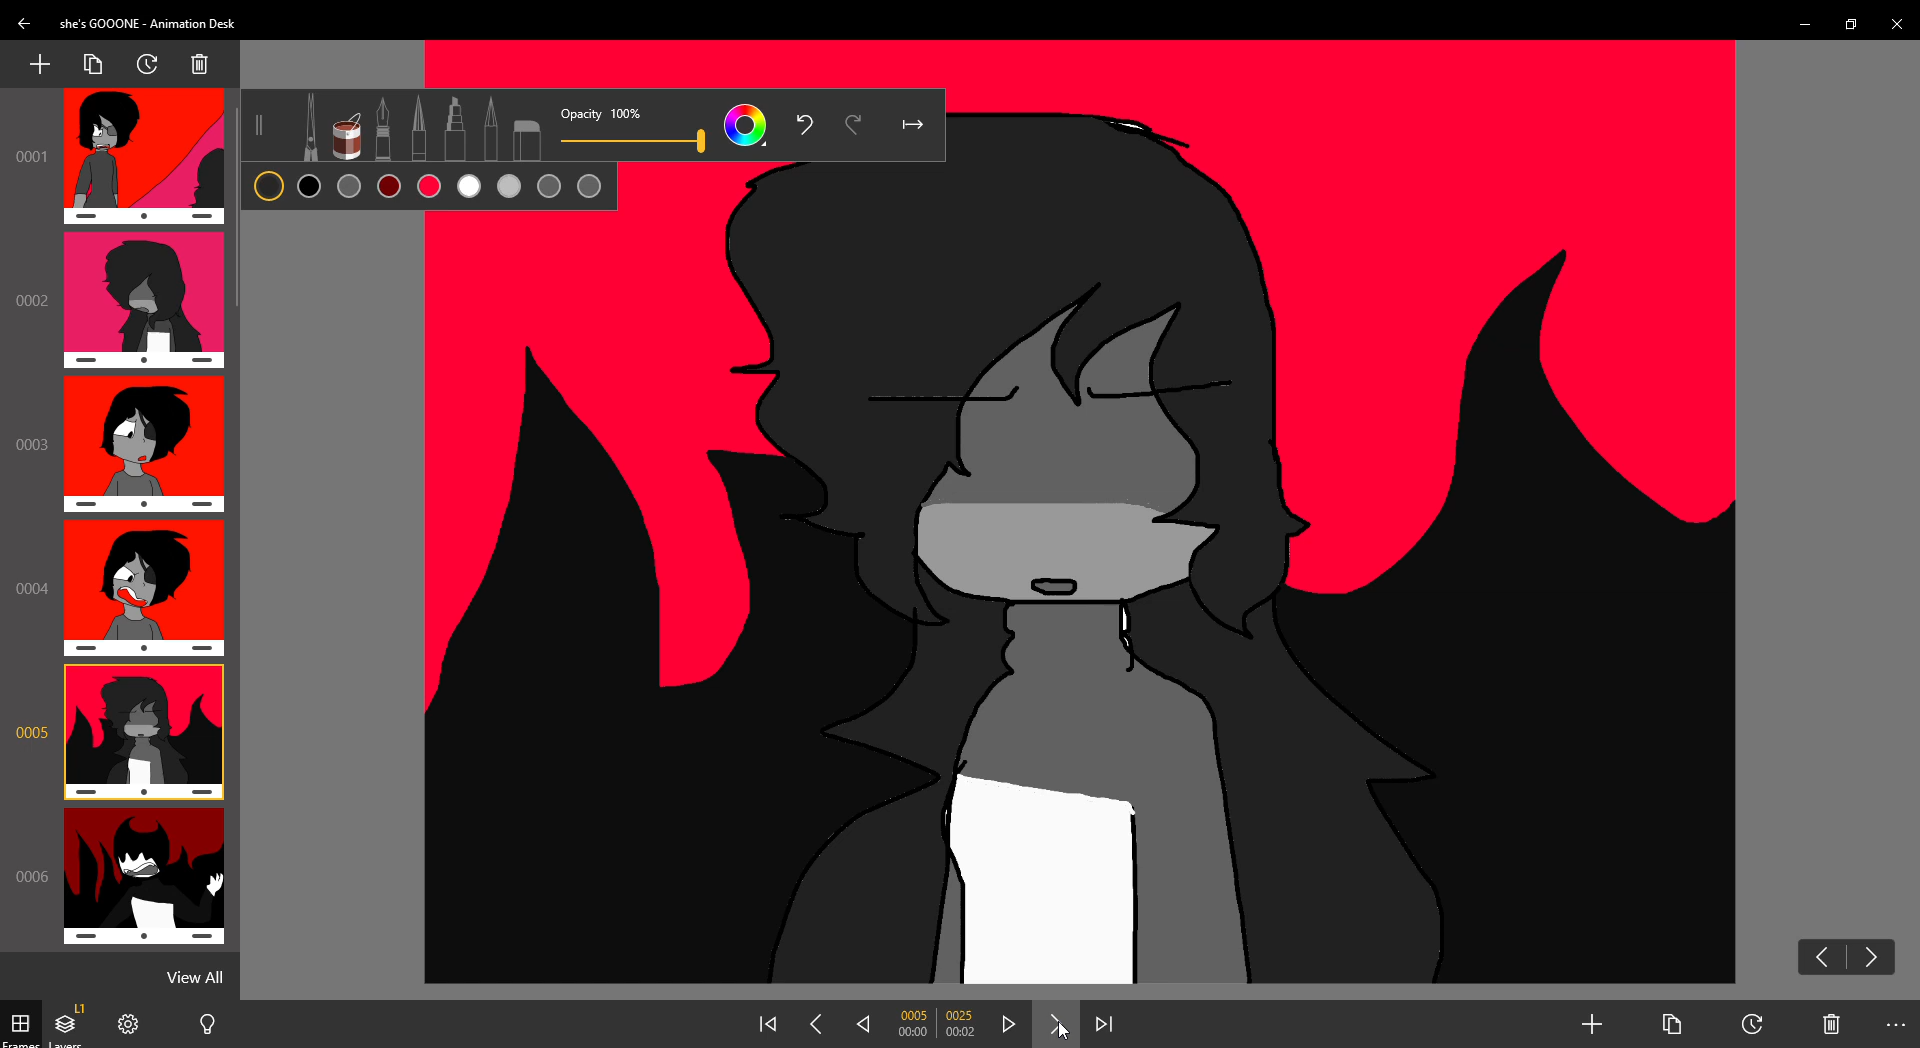 she's GOOONE - Animation Desk
Opacity 100%
0001
0002
0003
0004
0005
0006
View All
L1
Frames Layers
0005 0025
00:00 00:02